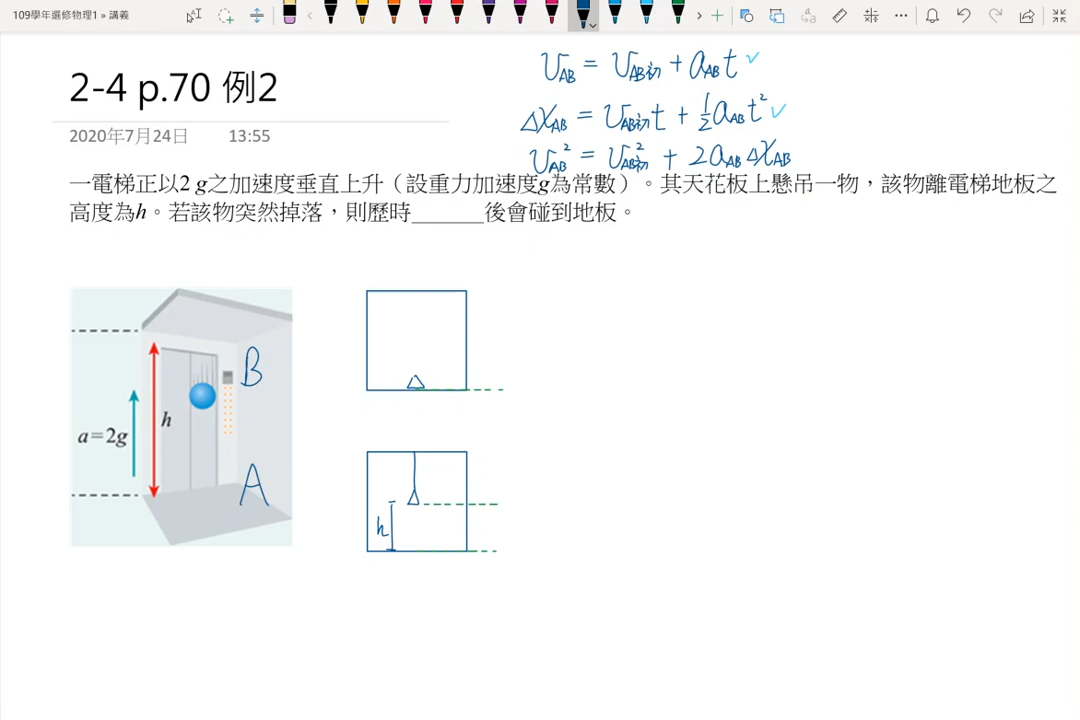 109學年選修物理1 » 講義
2-4 p.70 例2
2020年7月24日 13:55
U_AB = U_AB初 + a_AB t ✓
ΔX_AB = U_AB初 t + 1/2 a_AB t² ✓
U_AB² = U_AB初² + 2a_AB ΔX_AB
一電梯正以2 g之加速度垂直上升（設重力加速度g為常數）。其天花板上懸吊一物，該物離電梯地板之
高度為h。若該物突然掉落，則歷時______後會碰到地板。
B
h
a=2g
A
h